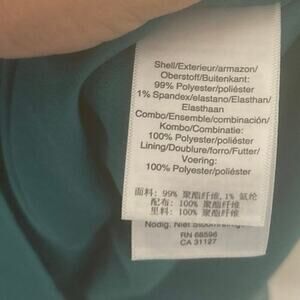 Shell/Exterieur/armazon/
Oberstoff/Buitenkant:
99% Polyester/poliéster
1% Spandex/elastano/Elasthan/
Elasthaan
Combo/Ensemble/combinación/
Kombo/Combinatie:
100% Polyester/poliéster
Lining/Doublure/forro/Futter/
Voering:
100% Polyester/poliéster
面料: 99% 聚酯纤维,1% 氨纶
配布: 100% 聚酯纤维
里料: 100% 聚酯纤维
Nodig. Niet
RN 68596
CA 31127